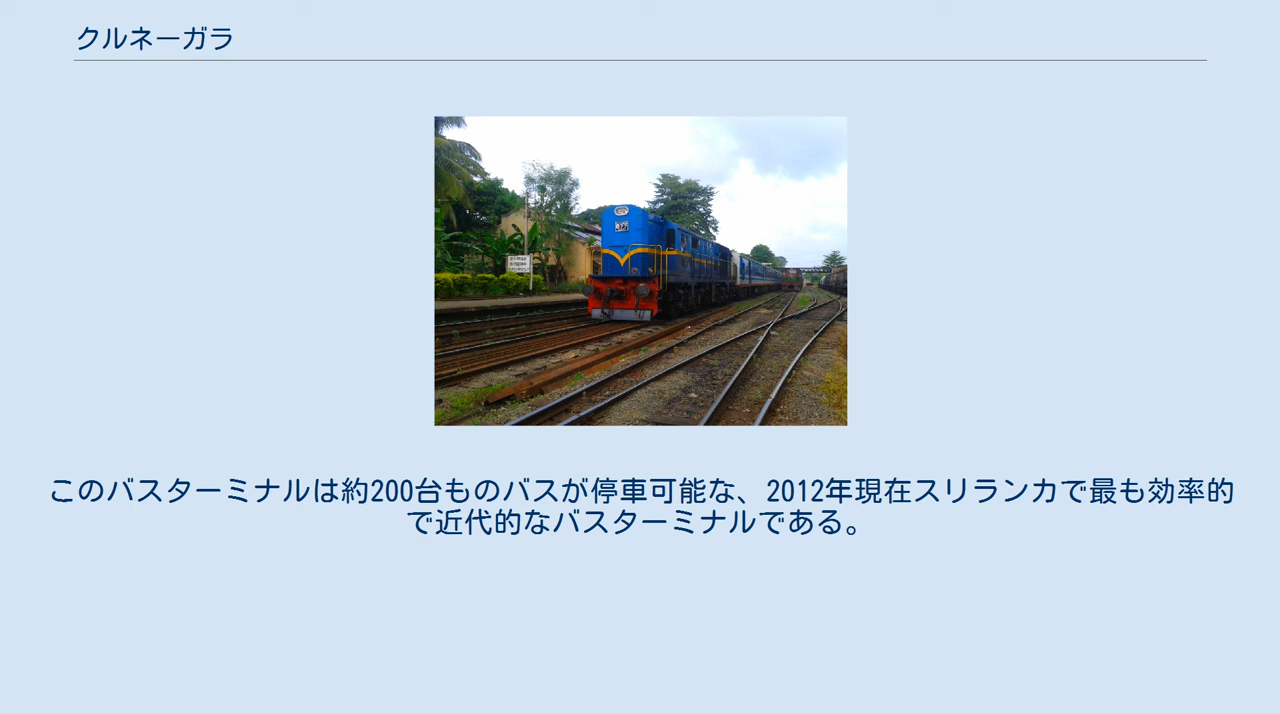 クルネーガラ
このバスターミナルは約200台ものバスが停車可能な、2012年現在スリランカで最も効率的
で近代的なバスターミナルである。